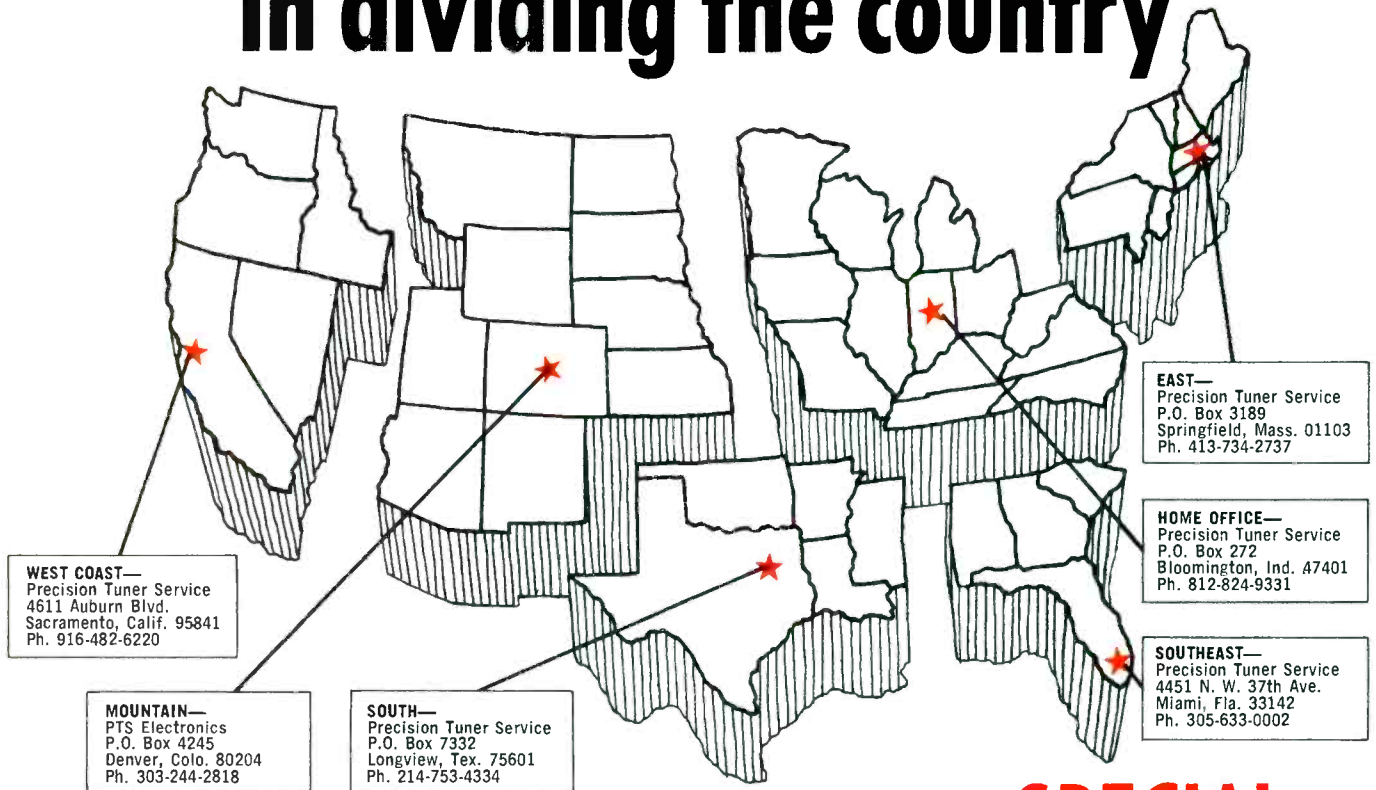 in dividing the country
EAST—
Precision Tuner Service
P.O. Box 3189
Springfield, Mass. 01103
Ph. 413-734-2737
HOME OFFICE—
Precision Tuner Service
P.O. Box 272
Bloomington, Ind. 47401
Ph. 812-824-9331
WEST COAST—
Precision Tuner Service
4611 Auburn Blvd.
Sacramento, Calif. 95841
Ph. 916-482-6220
SOUTHEAST—
Precision Tuner Service
4451 N. W. 37th Ave.
Miami, Fla. 33142
Ph. 305-633-0002
MOUNTAIN—
PTS Electronics
P.O. Box 4245
Denver, Colo. 80204
Ph. 303-244-2818
SOUTH—
Precision Tuner Service
P.O. Box 7332
Longview, Tex. 75601
Ph. 214-753-4334
SPECIAL